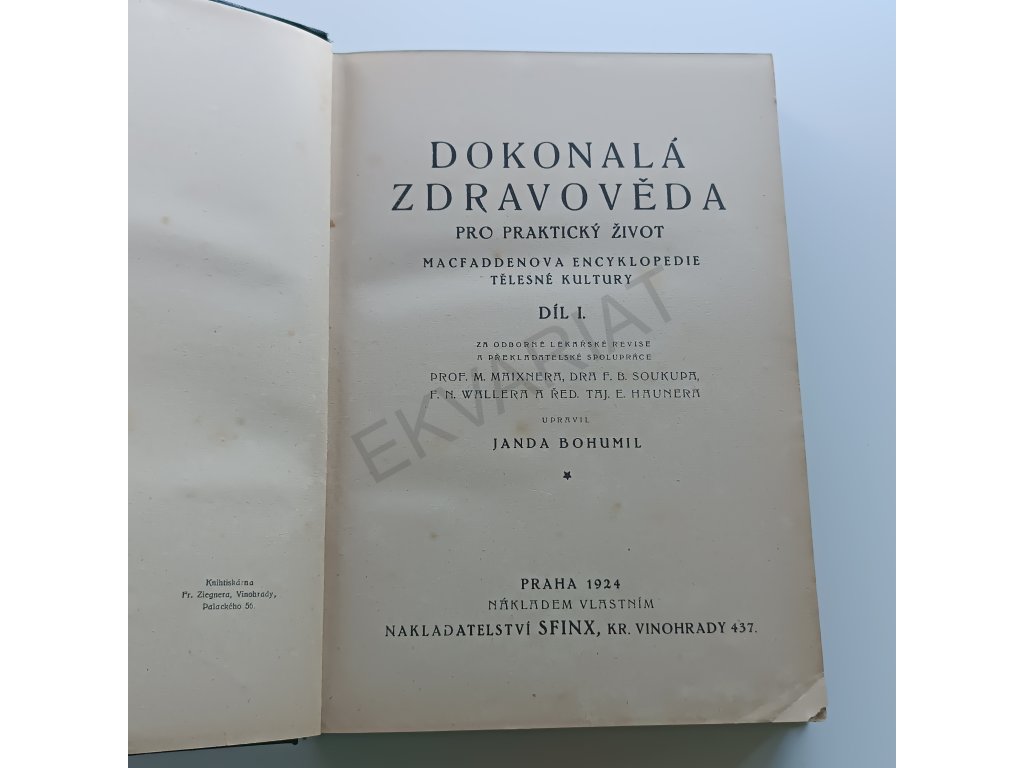 DOKONALÁ
ZDRAVOVĚDA
PRO PRAKTICKÝ ŽIVOT
MACFADDENOVA ENCYKLOPEDIE
TĚLESNÉ KULTURY
DÍL I.
ZA ODBORNÉ LEKAŘSKÉ REVISE
A PŘEKLADATELSKÉ SPOLUPRÁCE
PROF. M. MAIXNERA, DRA F. B. SOUKUPA,
F. N. WALLERA A ŘED. TAJ. E. HAUNERA
UPRAVIL
JANDA BOHUMIL
EKVARIAT
PRAHA 1924
NÁKLADEM VLASTNÍM
NAKLADATELSTVÍ SFINX, KR. VINOHRADY 437.
Knihtiskárna
Fr. Ziegnera, Vinohrady,
Palackého 56.